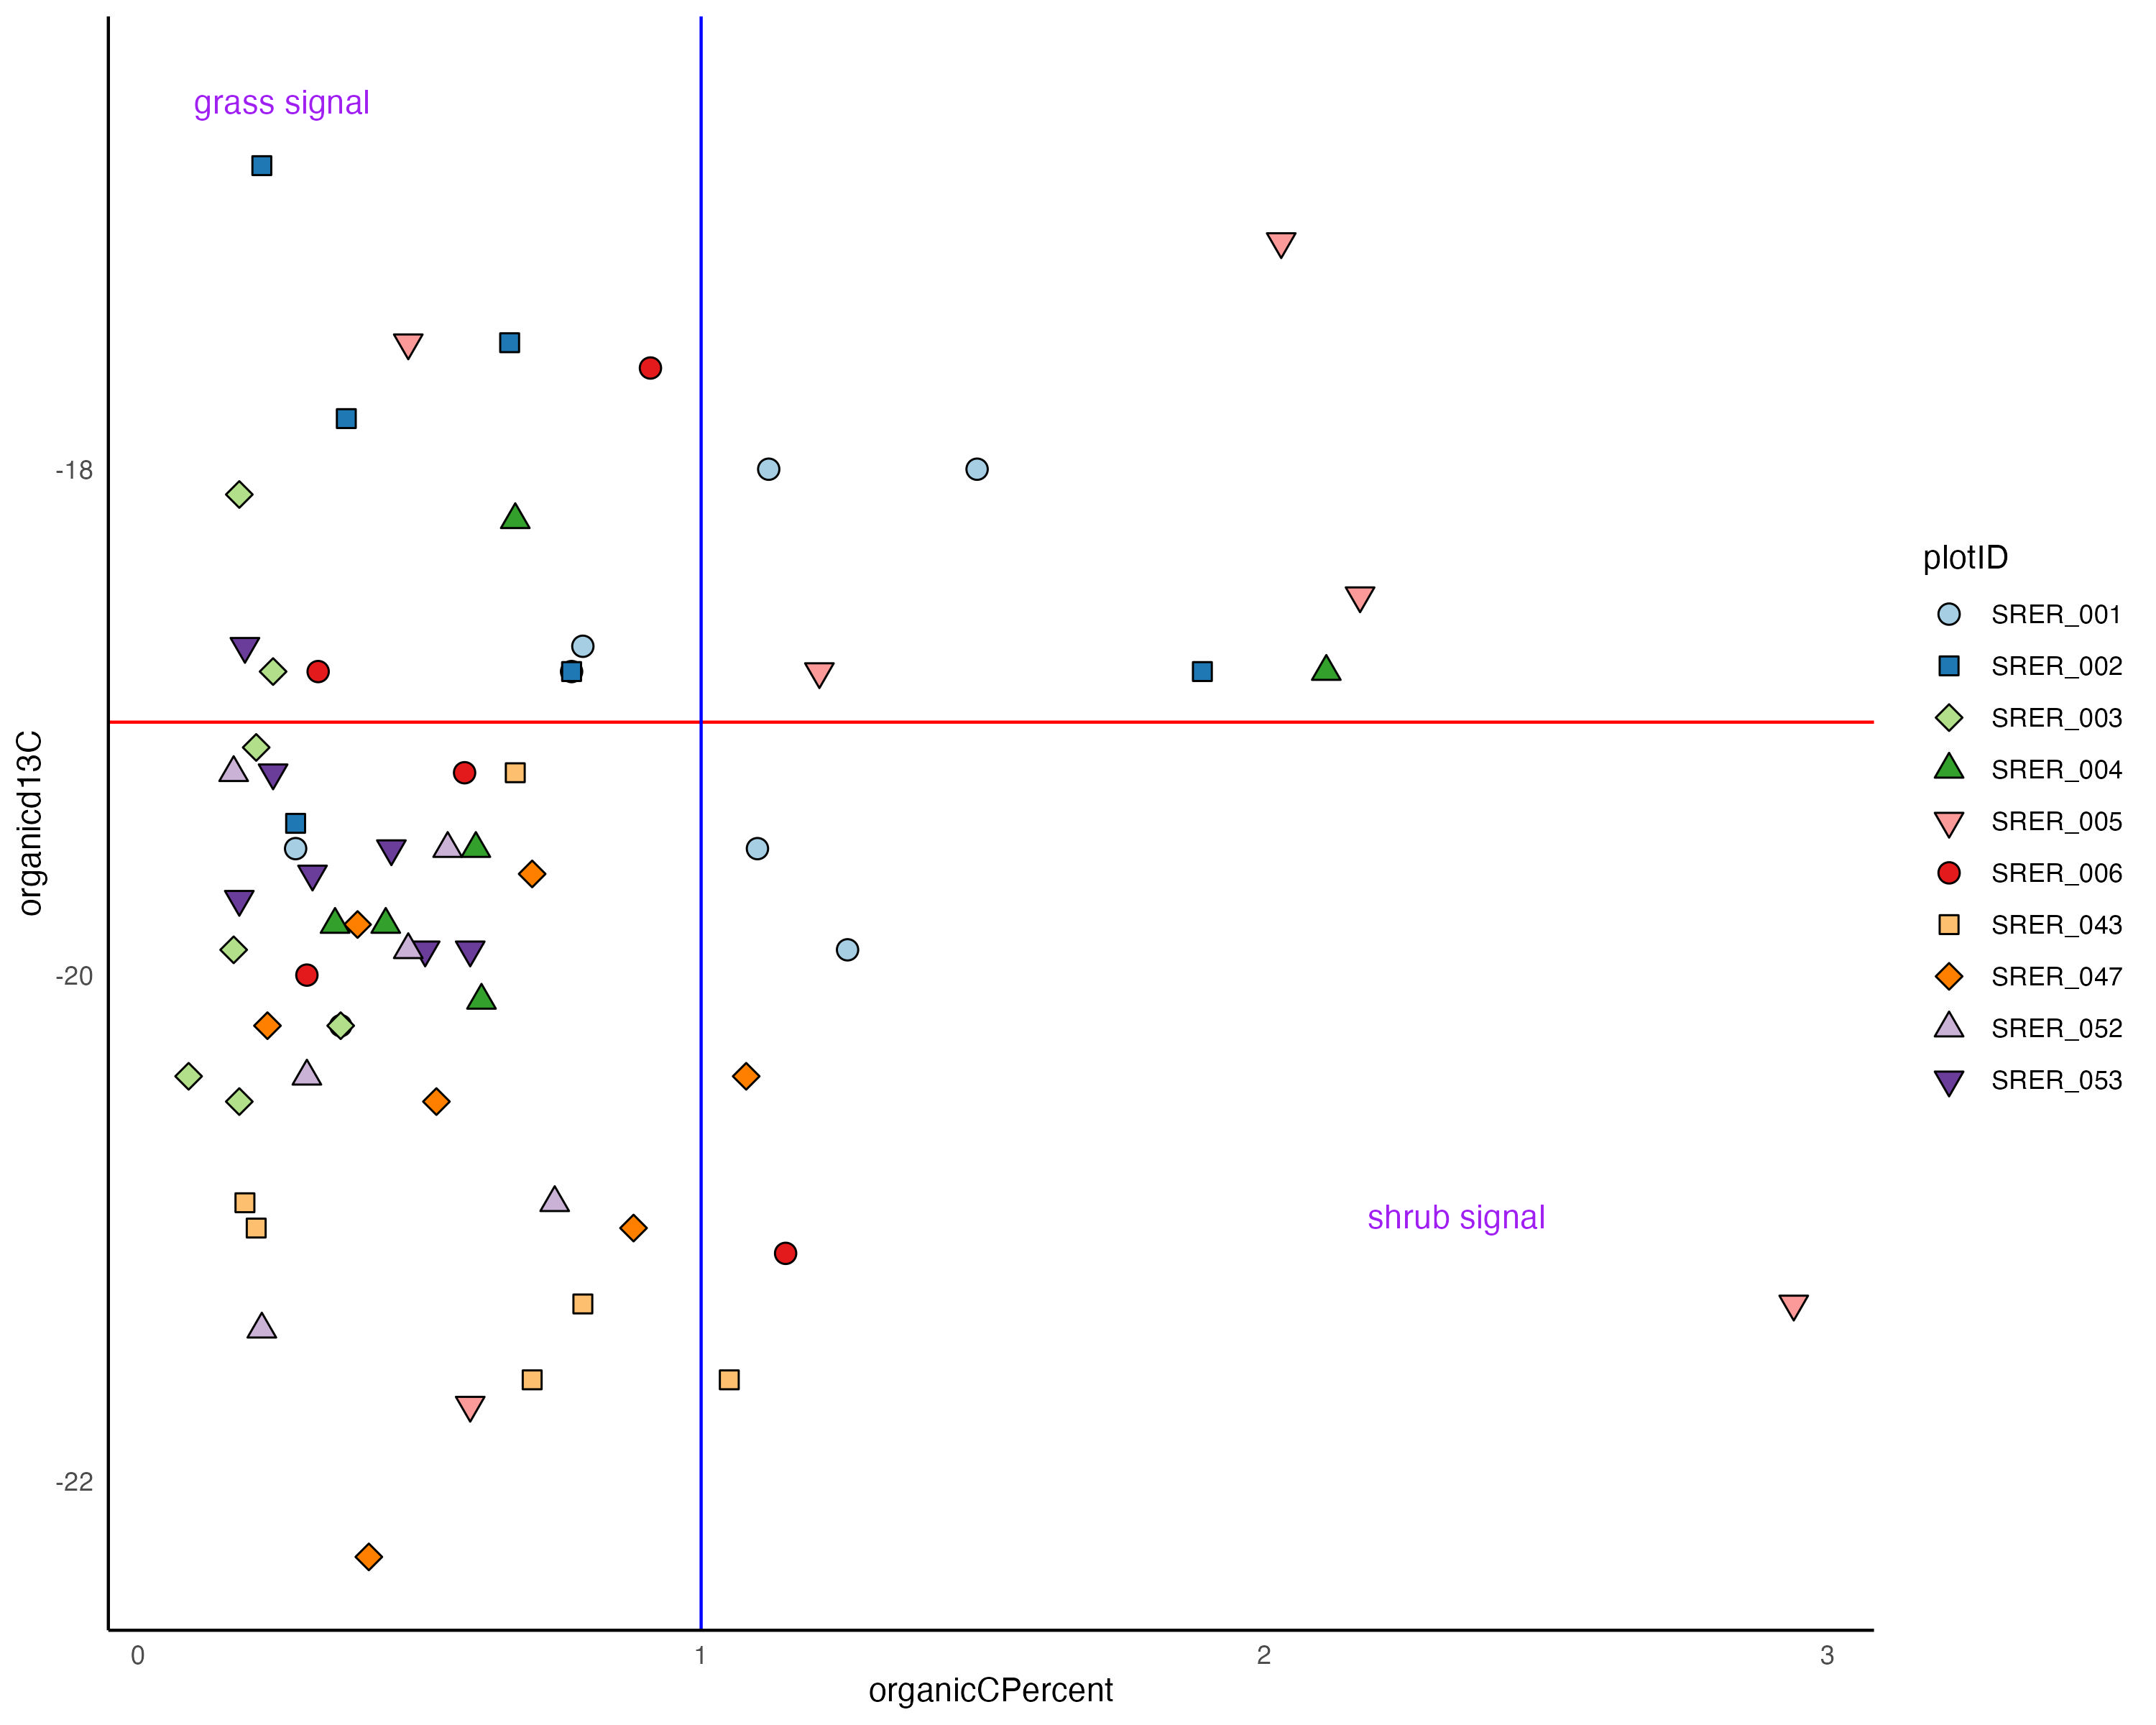 grass signal
-18
-20
-22
organicd13C
shrub signal
0 1 2 3
organicCPercent
plotID
SRER_001
SRER_002
SRER_003
SRER_004
SRER_005
SRER_006
SRER_043
SRER_047
SRER_052
SRER_053